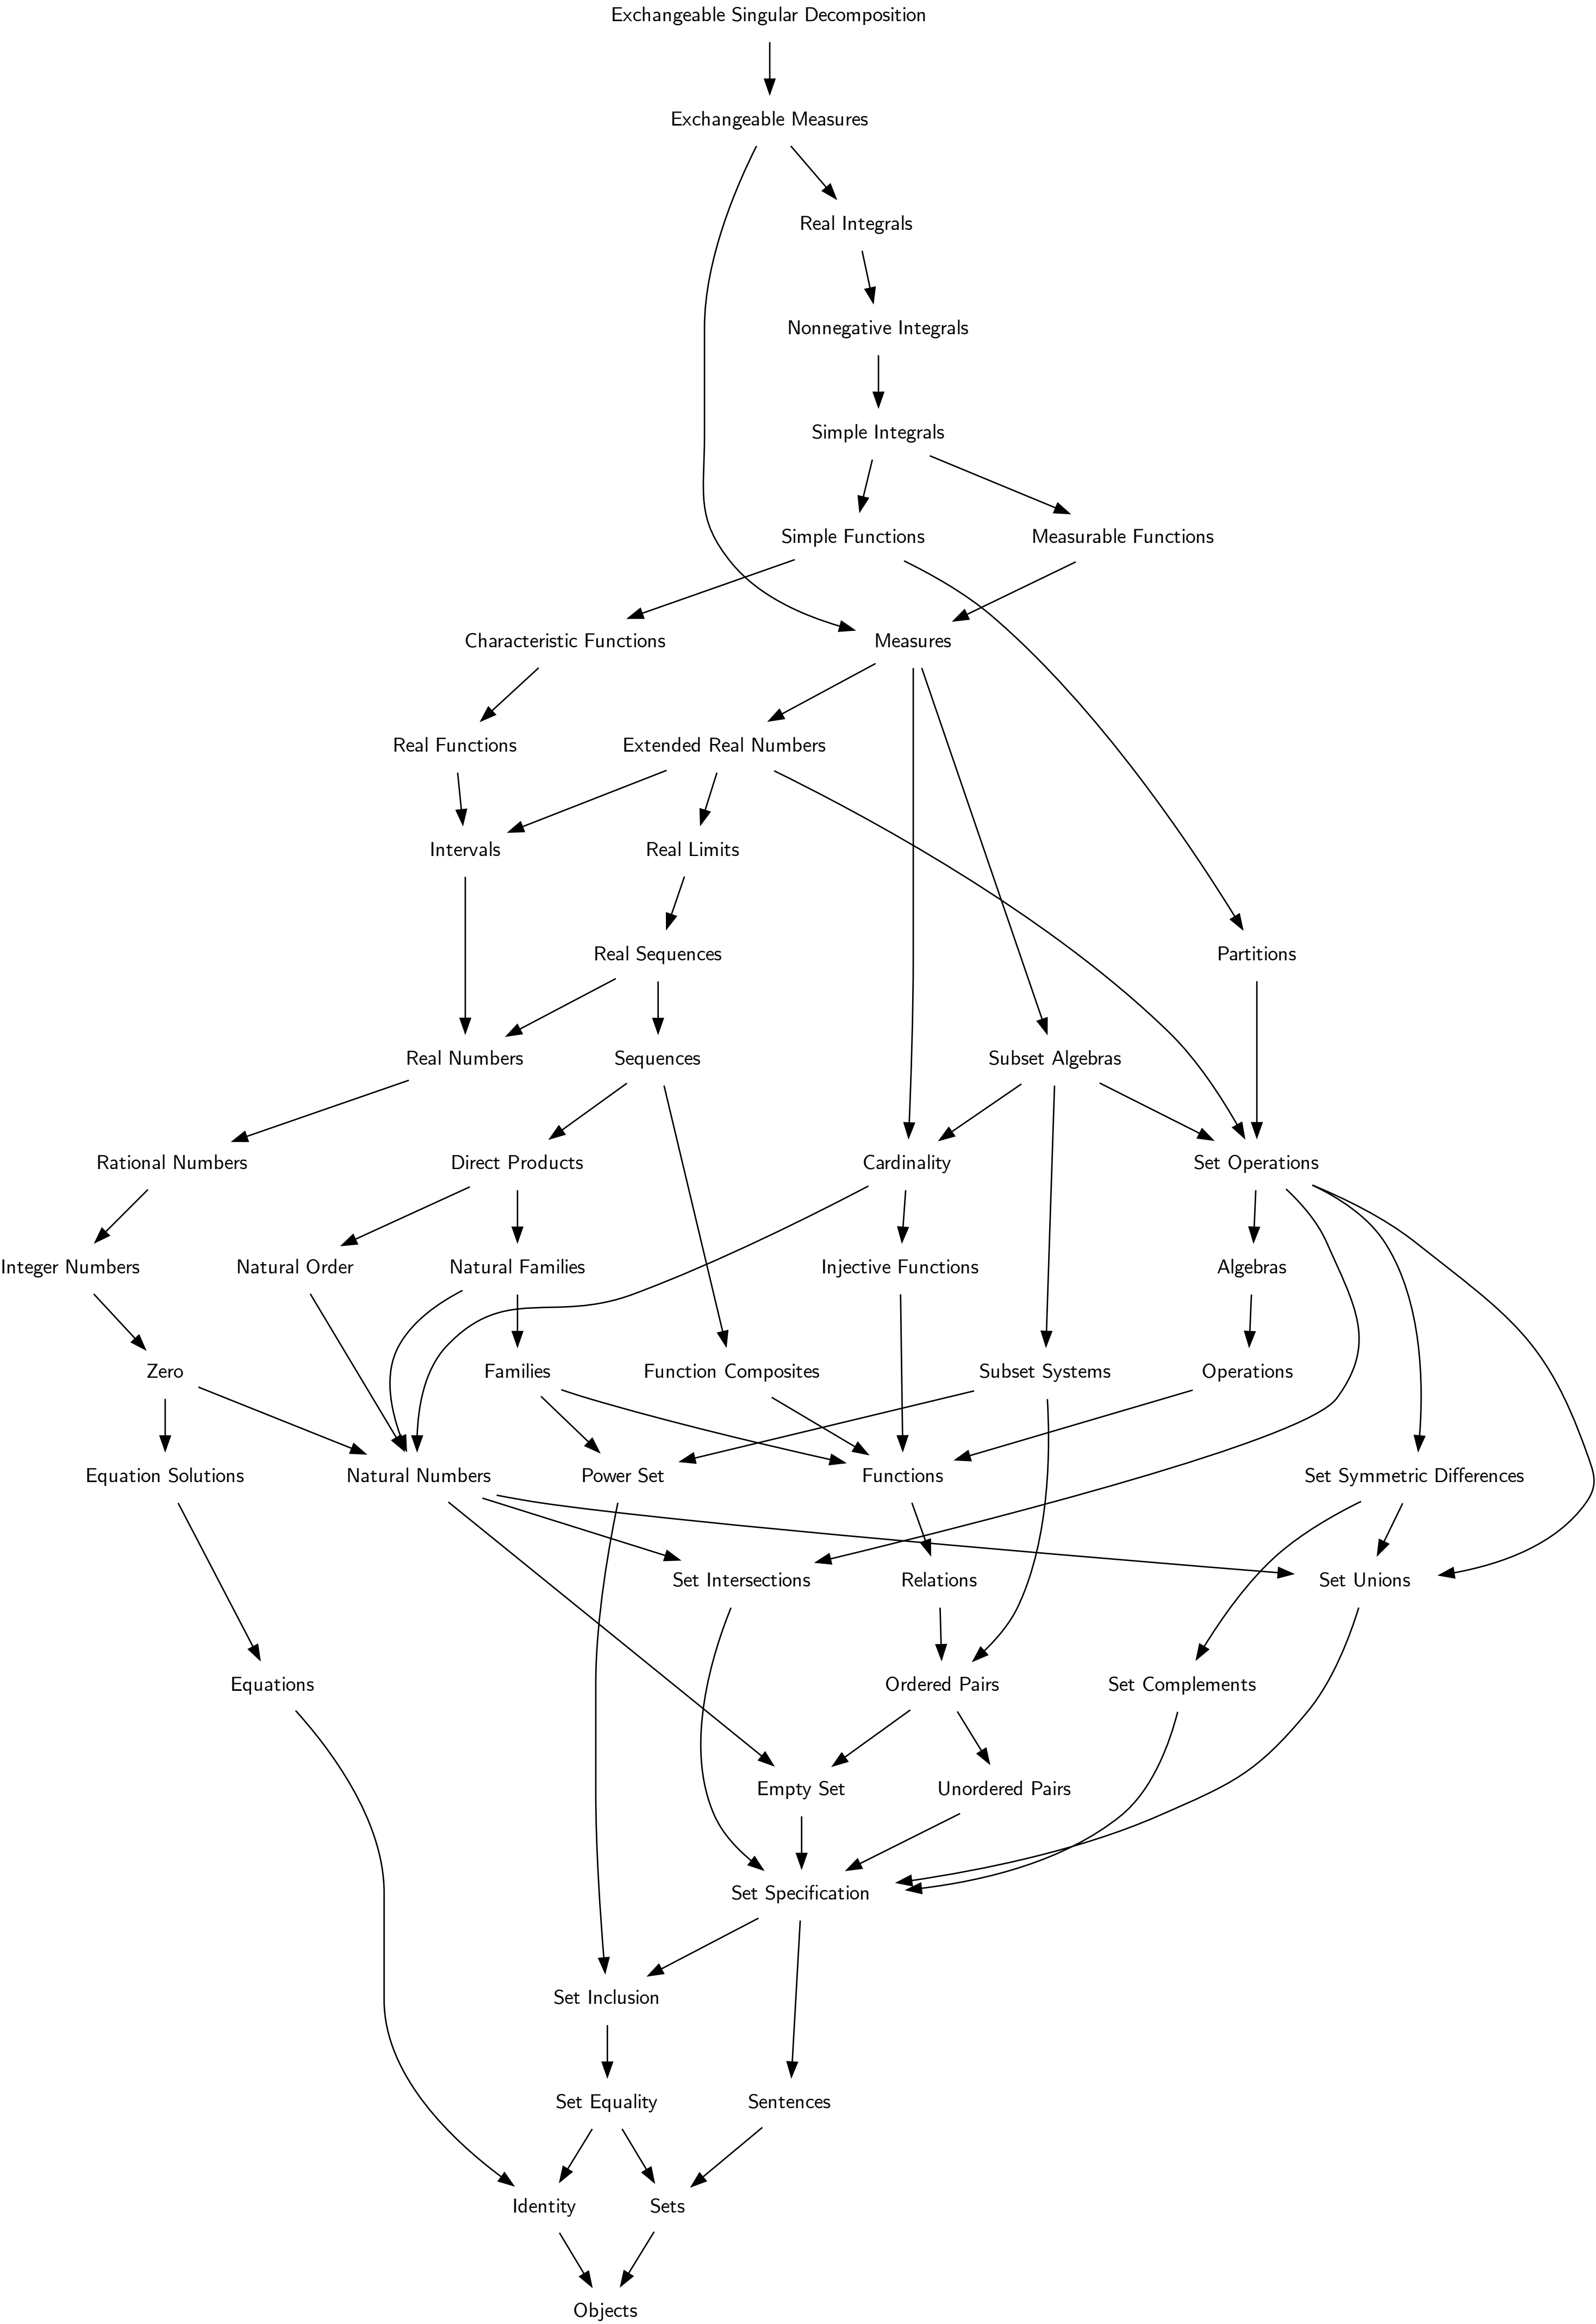 Exchangeable Singular Decomposition
Exchangeable Measures
Real Integrals
Nonnegative Integrals
Simple Integrals
Simple Functions
Measurable Functions
Characteristic Functions
Measures
Real Functions
Extended Real Numbers
Intervals
Real Limits
Real Sequences
Partitions
Real Numbers
Sequences
Subset Algebras
Rational Numbers
Direct Products
Cardinality
Set Operations
Integer Numbers
Natural Order
Natural Families
Injective Functions
Algebras
Zero
Families
Function Composites
Subset Systems
Operations
Equation Solutions
Natural Numbers
Power Set
Functions
Set Symmetric Differences
Set Intersections
Relations
Set Unions
Equations
Ordered Pairs
Set Complements
Empty Set
Unordered Pairs
Set Specification
Set Inclusion
Set Equality
Sentences
Identity
Sets
Objects